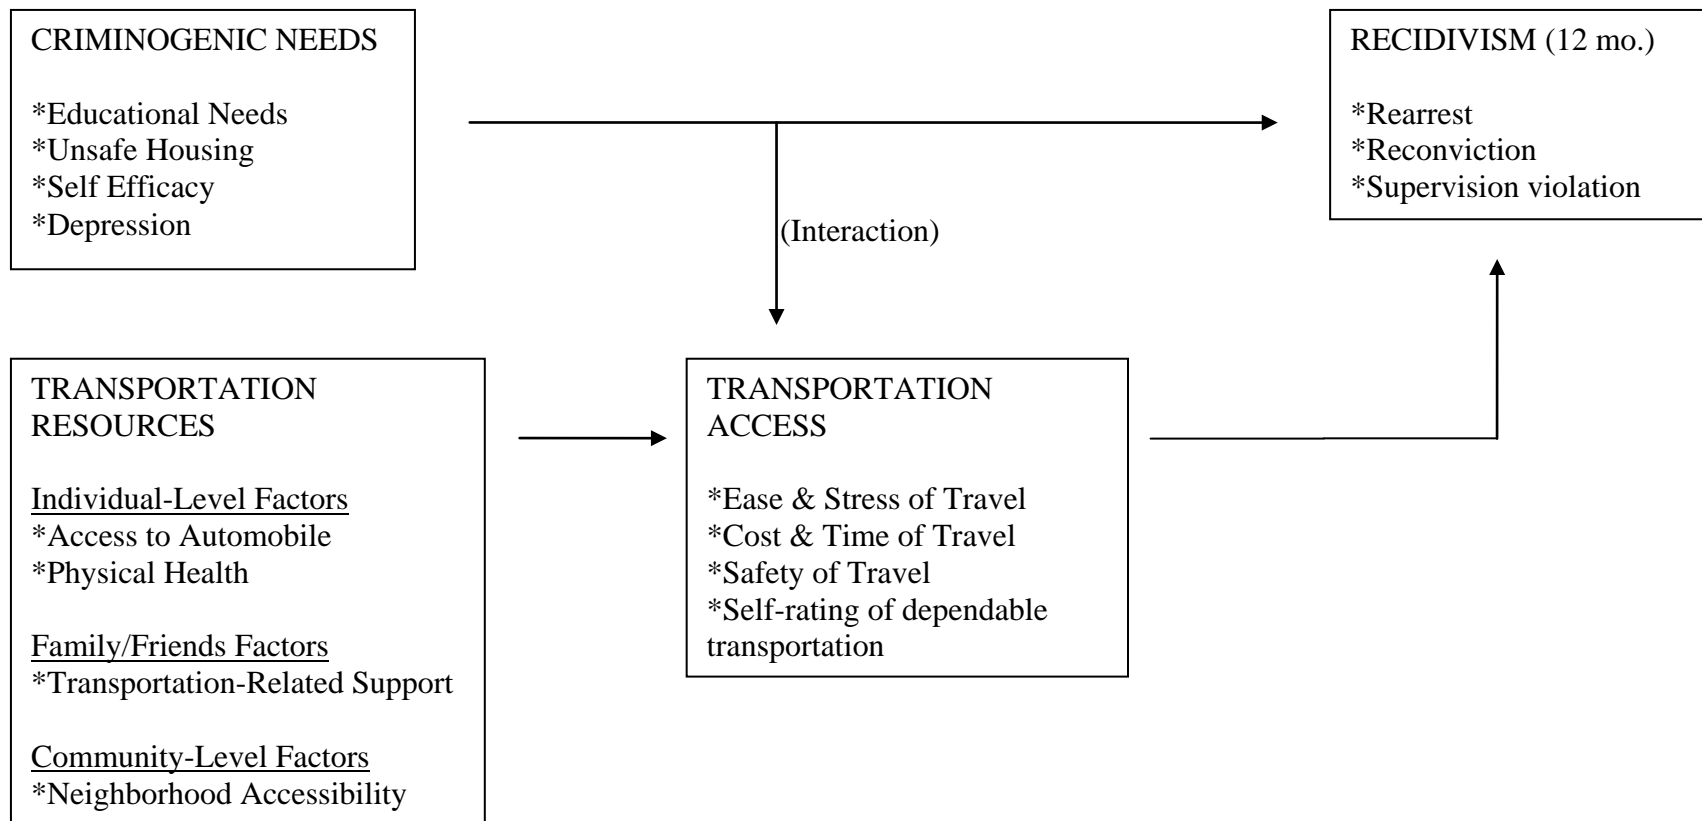 CRIMINOGENIC NEEDS
*Educational Needs
*Unsafe Housing
*Self Efficacy
*Depression
RECIDIVISM (12 mo.)
*Rearrest
*Reconviction
*Supervision violation
(Interaction)
TRANSPORTATION
RESOURCES
Individual-Level Factors
*Access to Automobile
*Physical Health
Family/Friends Factors
*Transportation-Related Support
Community-Level Factors
*Neighborhood Accessibility
TRANSPORTATION
ACCESS
*Ease & Stress of Travel
*Cost & Time of Travel
*Safety of Travel
*Self-rating of dependable
transportation